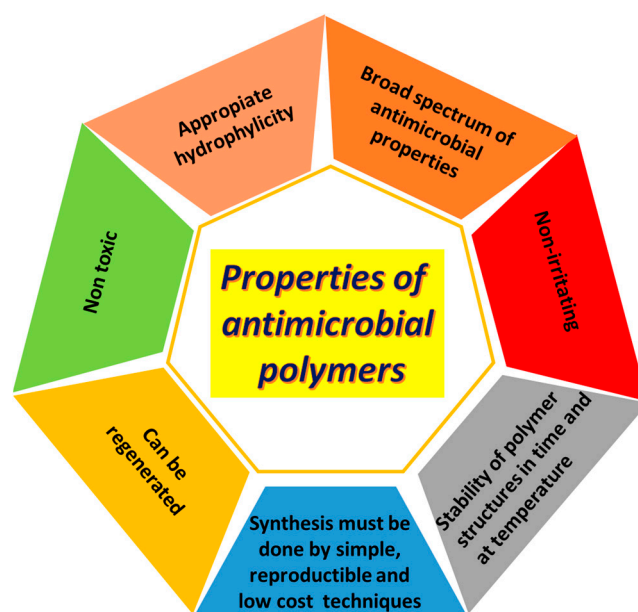 Properties of
antimicrobial
polymers
Broad spectrum of
antimicrobial
properties
Non-irritating
Stability of polymer
structures in time and
at temperature
Synthesis must be
done by simple,
reproductible and
low cost techniques
Can be
regenerated
Non toxic
Appropiate
hydrophylicity